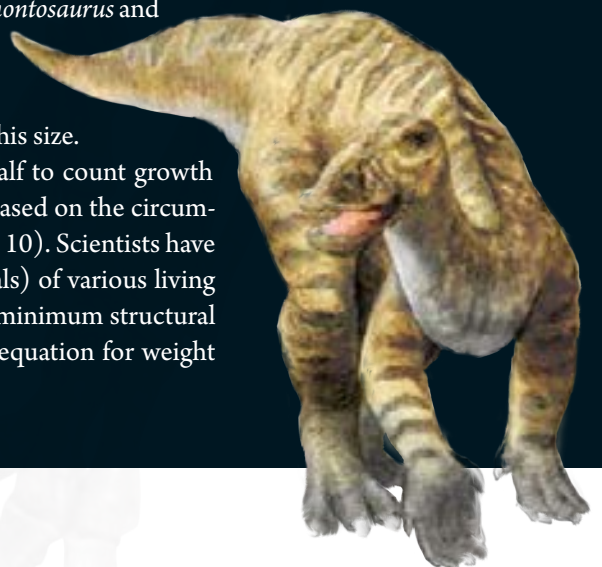 ontosaurus and
his size.
alf to count growth
ased on the circum-
10). Scientists have
als) of various living
minimum structural
equation for weight